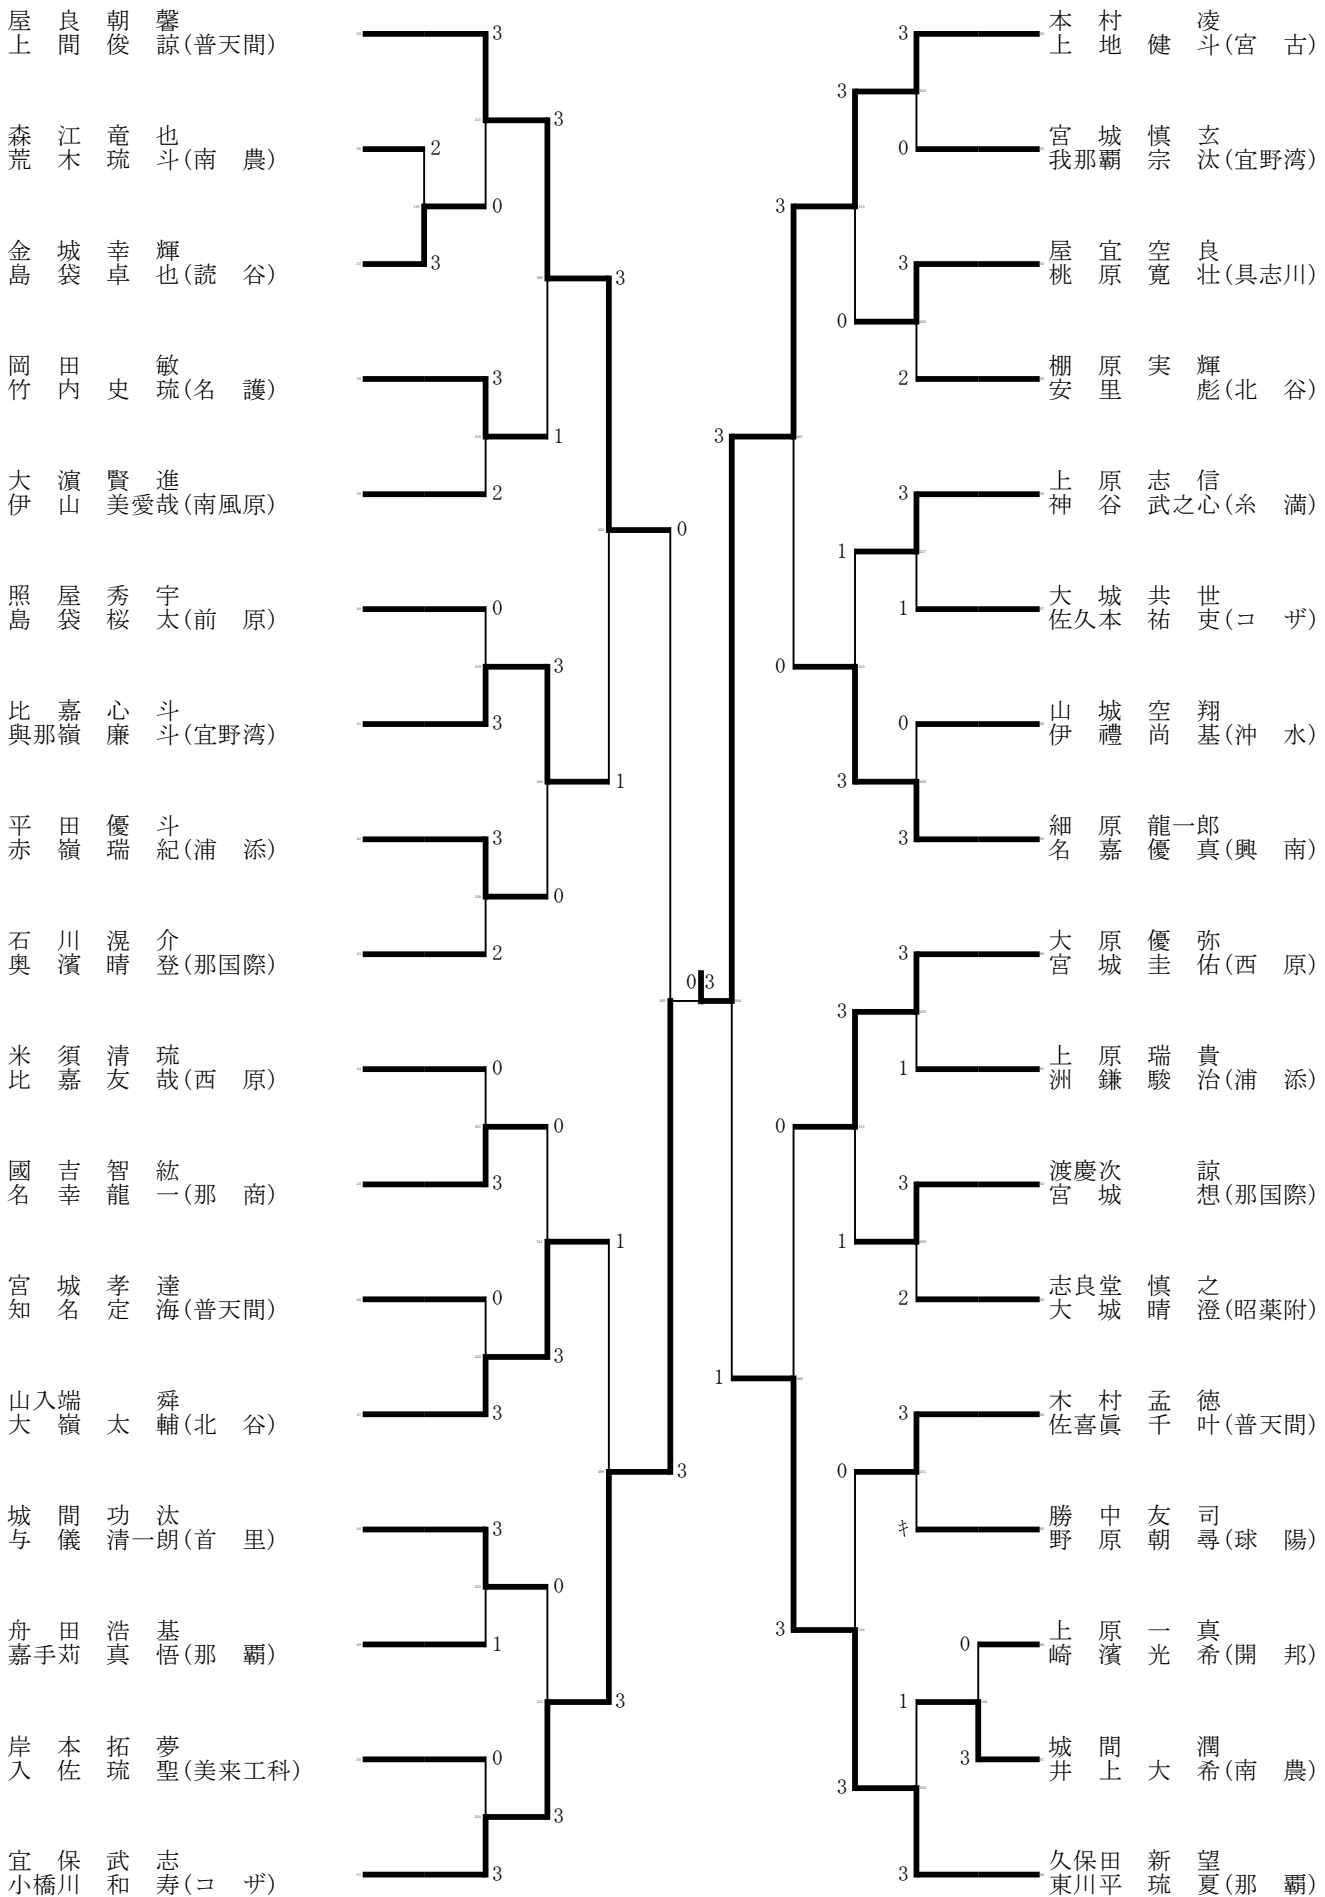 屋良朝馨
上間俊諒(普天間)
3
3
森江竜也
荒木琉斗(南農)
2
0
金城幸輝
島袋卓也(読谷)
3
3
岡田敏
竹内史琉(名護)
3
1
大濵賢進
伊山美愛哉(南風原)
2
0
照屋秀宇
島袋桜太(前原)
0
3
比嘉心斗
與那嶺廉斗(宜野湾)
3
1
平田優斗
赤嶺瑞紀(浦添)
3
0
石川滉介
奥濱晴登(那国際)
2
0
3
米須清琉
比嘉友哉(西原)
0
0
國吉智紘
名幸龍一(那商)
3
1
宮城孝達
知名定海(普天間)
0
3
山入端舜
大嶺太輔(北谷)
3
3
城間功汰
与儀清一朗(首里)
3
0
舟田浩基
嘉手苅真悟(那覇)
1
3
岸本拓夢
入佐琉聖(美来工科)
0
3
宜保武志
小橋川和寿(コザ)
3
本村凌
上地健斗(宮古)
3
3
宮城慎玄
我那覇宗汰(宜野湾)
0
3
屋宜空良
桃原寛壮(具志川)
3
0
棚原実輝
安里彪(北谷)
2
3
上原志信
神谷武之心(糸満)
3
1
大城共世
佐久本祐吏(コザ)
1
0
山城空翔
伊禮尚基(沖水)
0
3
細原龍一郎
名嘉優真(興南)
3
大原優弥
宮城圭佑(西原)
3
3
上原瑞貴
洲鎌駿治(浦添)
1
0
渡慶次諒
宮城想(那国際)
3
1
志良堂慎之
大城晴澄(昭薬附)
2
1
木村孟徳
佐喜眞千叶(普天間)
3
0
勝中友司
野原朝尋(球陽)
ｷ
3
上原一真
崎濱光希(開邦)
0
1
城間潤
井上大希(南農)
3
3
久保田新望
東川平琉夏(那覇)
3